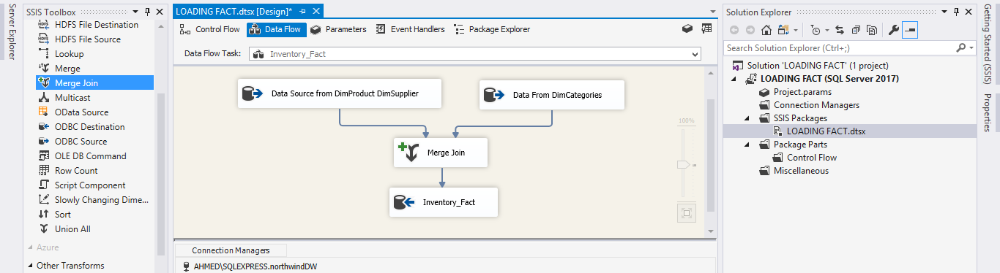 Server Explorer
SSIS Toolbox
HDFS File Destination
HDFS File Source
Lookup
Merge
Merge Join
Multicast
OData Source
ODBC Destination
ODBC Source
OLE DB Command
Row Count
Script Component
Slowly Changing Dime...
Sort
Union All
Azure
Other Transforms
LOADING FACT.dtsx [Design]*
Control Flow
Data Flow
Parameters
Event Handlers
Package Explorer
Data Flow Task:
Inventory_Fact
Data Source from DimProduct DimSupplier
Data From DimCategories
Merge Join
Inventory_Fact
100%
Connection Managers
AHMED\SQLEXPRESS.northwindDW
Solution Explorer
Search Solution Explorer (Ctrl+;)
Solution 'LOADING FACT' (1 project)
LOADING FACT (SQL Server 2017)
Project.params
Connection Managers
SSIS Packages
LOADING FACT.dtsx
Package Parts
Control Flow
Miscellaneous
Getting Started (SSIS)
Properties